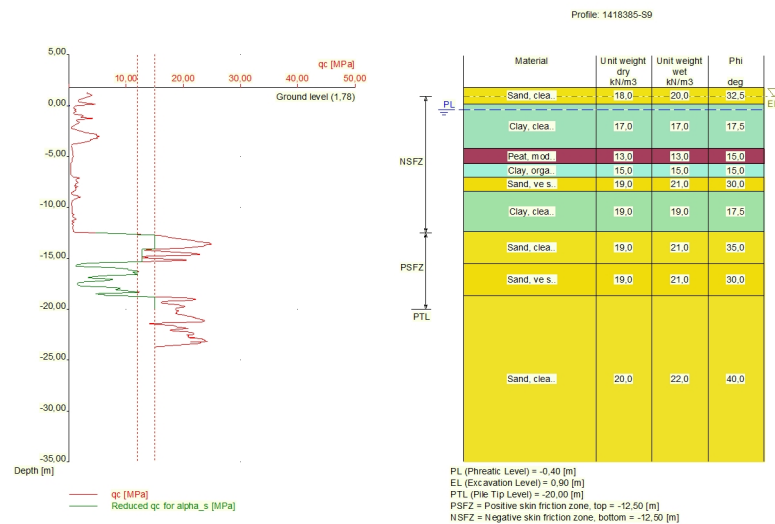 Profile: 1418385-S9
5,00
qc [MPa]
10,00 20,00 30,00 40,00 50,00
Ground level (1,78)
0,00
-5,00
-10,00
-15,00
-20,00
-25,00
-30,00
-35,00
Depth [m]
qc [MPa]
Reduced qc for alpha_s [MPa]
Material Unit weight dry kN/m3 Unit weight wet kN/m3 Phi deg
Sand, clea.. 18,0 20,0 32,5
EL
PL
Clay, clea.. 17,0 17,0 17,5
NSFZ
Peat, mod.. 13,0 13,0 15,0
Clay, orga.. 15,0 15,0 15,0
Sand, ve s.. 19,0 21,0 30,0
Clay, clea.. 19,0 19,0 17,5
Sand, clea.. 19,0 21,0 35,0
PSFZ
Sand, ve s.. 19,0 21,0 30,0
PTL
Sand, clea.. 20,0 22,0 40,0
PL (Phreatic Level) = -0,40 [m]
EL (Excavation Level) = 0,90 [m]
PTL (Pile Tip Level) = -20,00 [m]
PSFZ = Positive skin friction zone, top = -12,50 [m]
NSFZ = Negative skin friction zone, bottom = -12,50 [m]